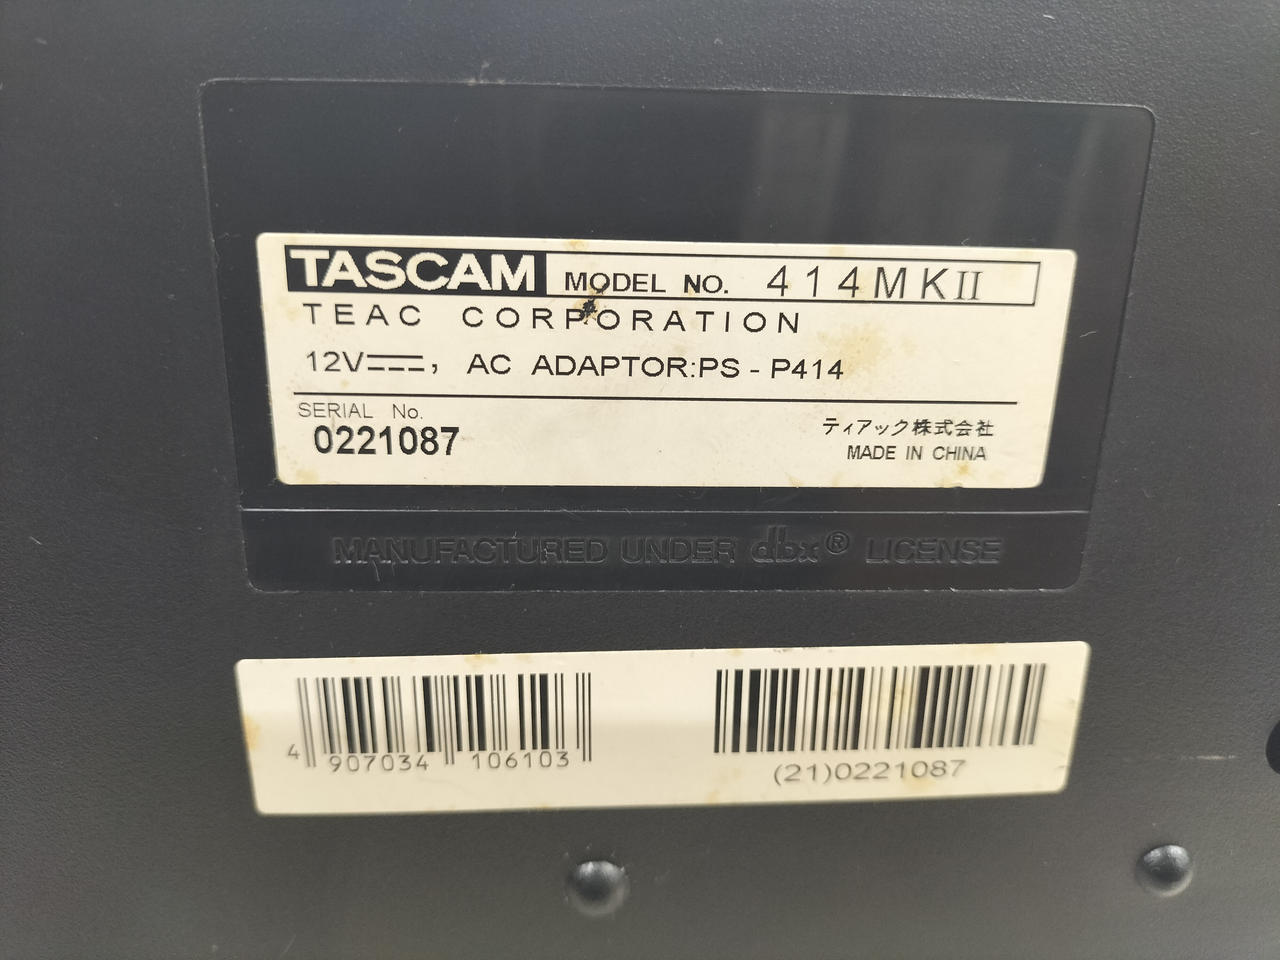 TASCAM MODEL NO. 414MKII
TEAC CORPORATION
12V⎓, AC ADAPTOR:PS-P414
SERIAL No.
0221087
ティアック株式会社
MADE IN CHINA
MANUFACTURED UNDER dbx® LICENSE
4 907034 106103
(21)0221087